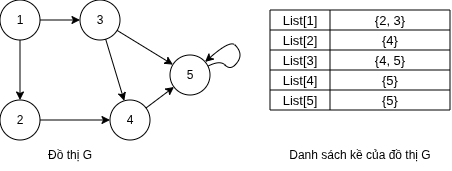 1
3
5
2
4
Đồ thị G
List[1] {2, 3}
List[2] {4}
List[3] {4, 5}
List[4] {5}
List[5] {5}
Danh sách kề của đồ thị G